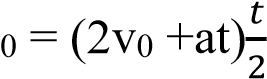 ₀ = (2v₀ +at)t/2